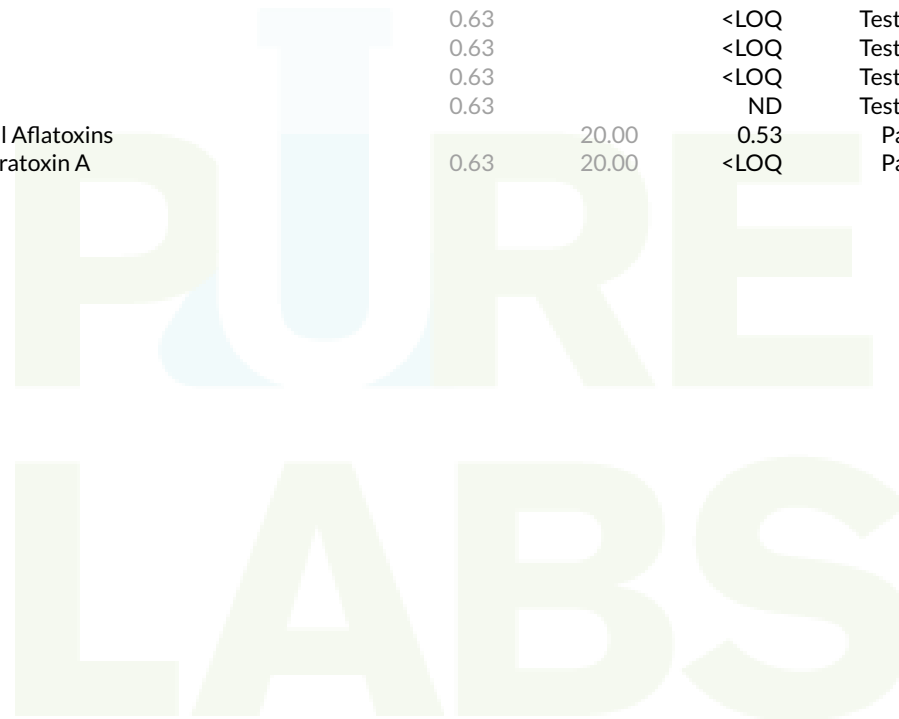 0.63 <LOQ Test
0.63 <LOQ Test
0.63 <LOQ Test
0.63 ND Test
l Aflatoxins 20.00 0.53 Pa
ratoxin A 0.63 20.00 <LOQ Pa
PURE
LABS